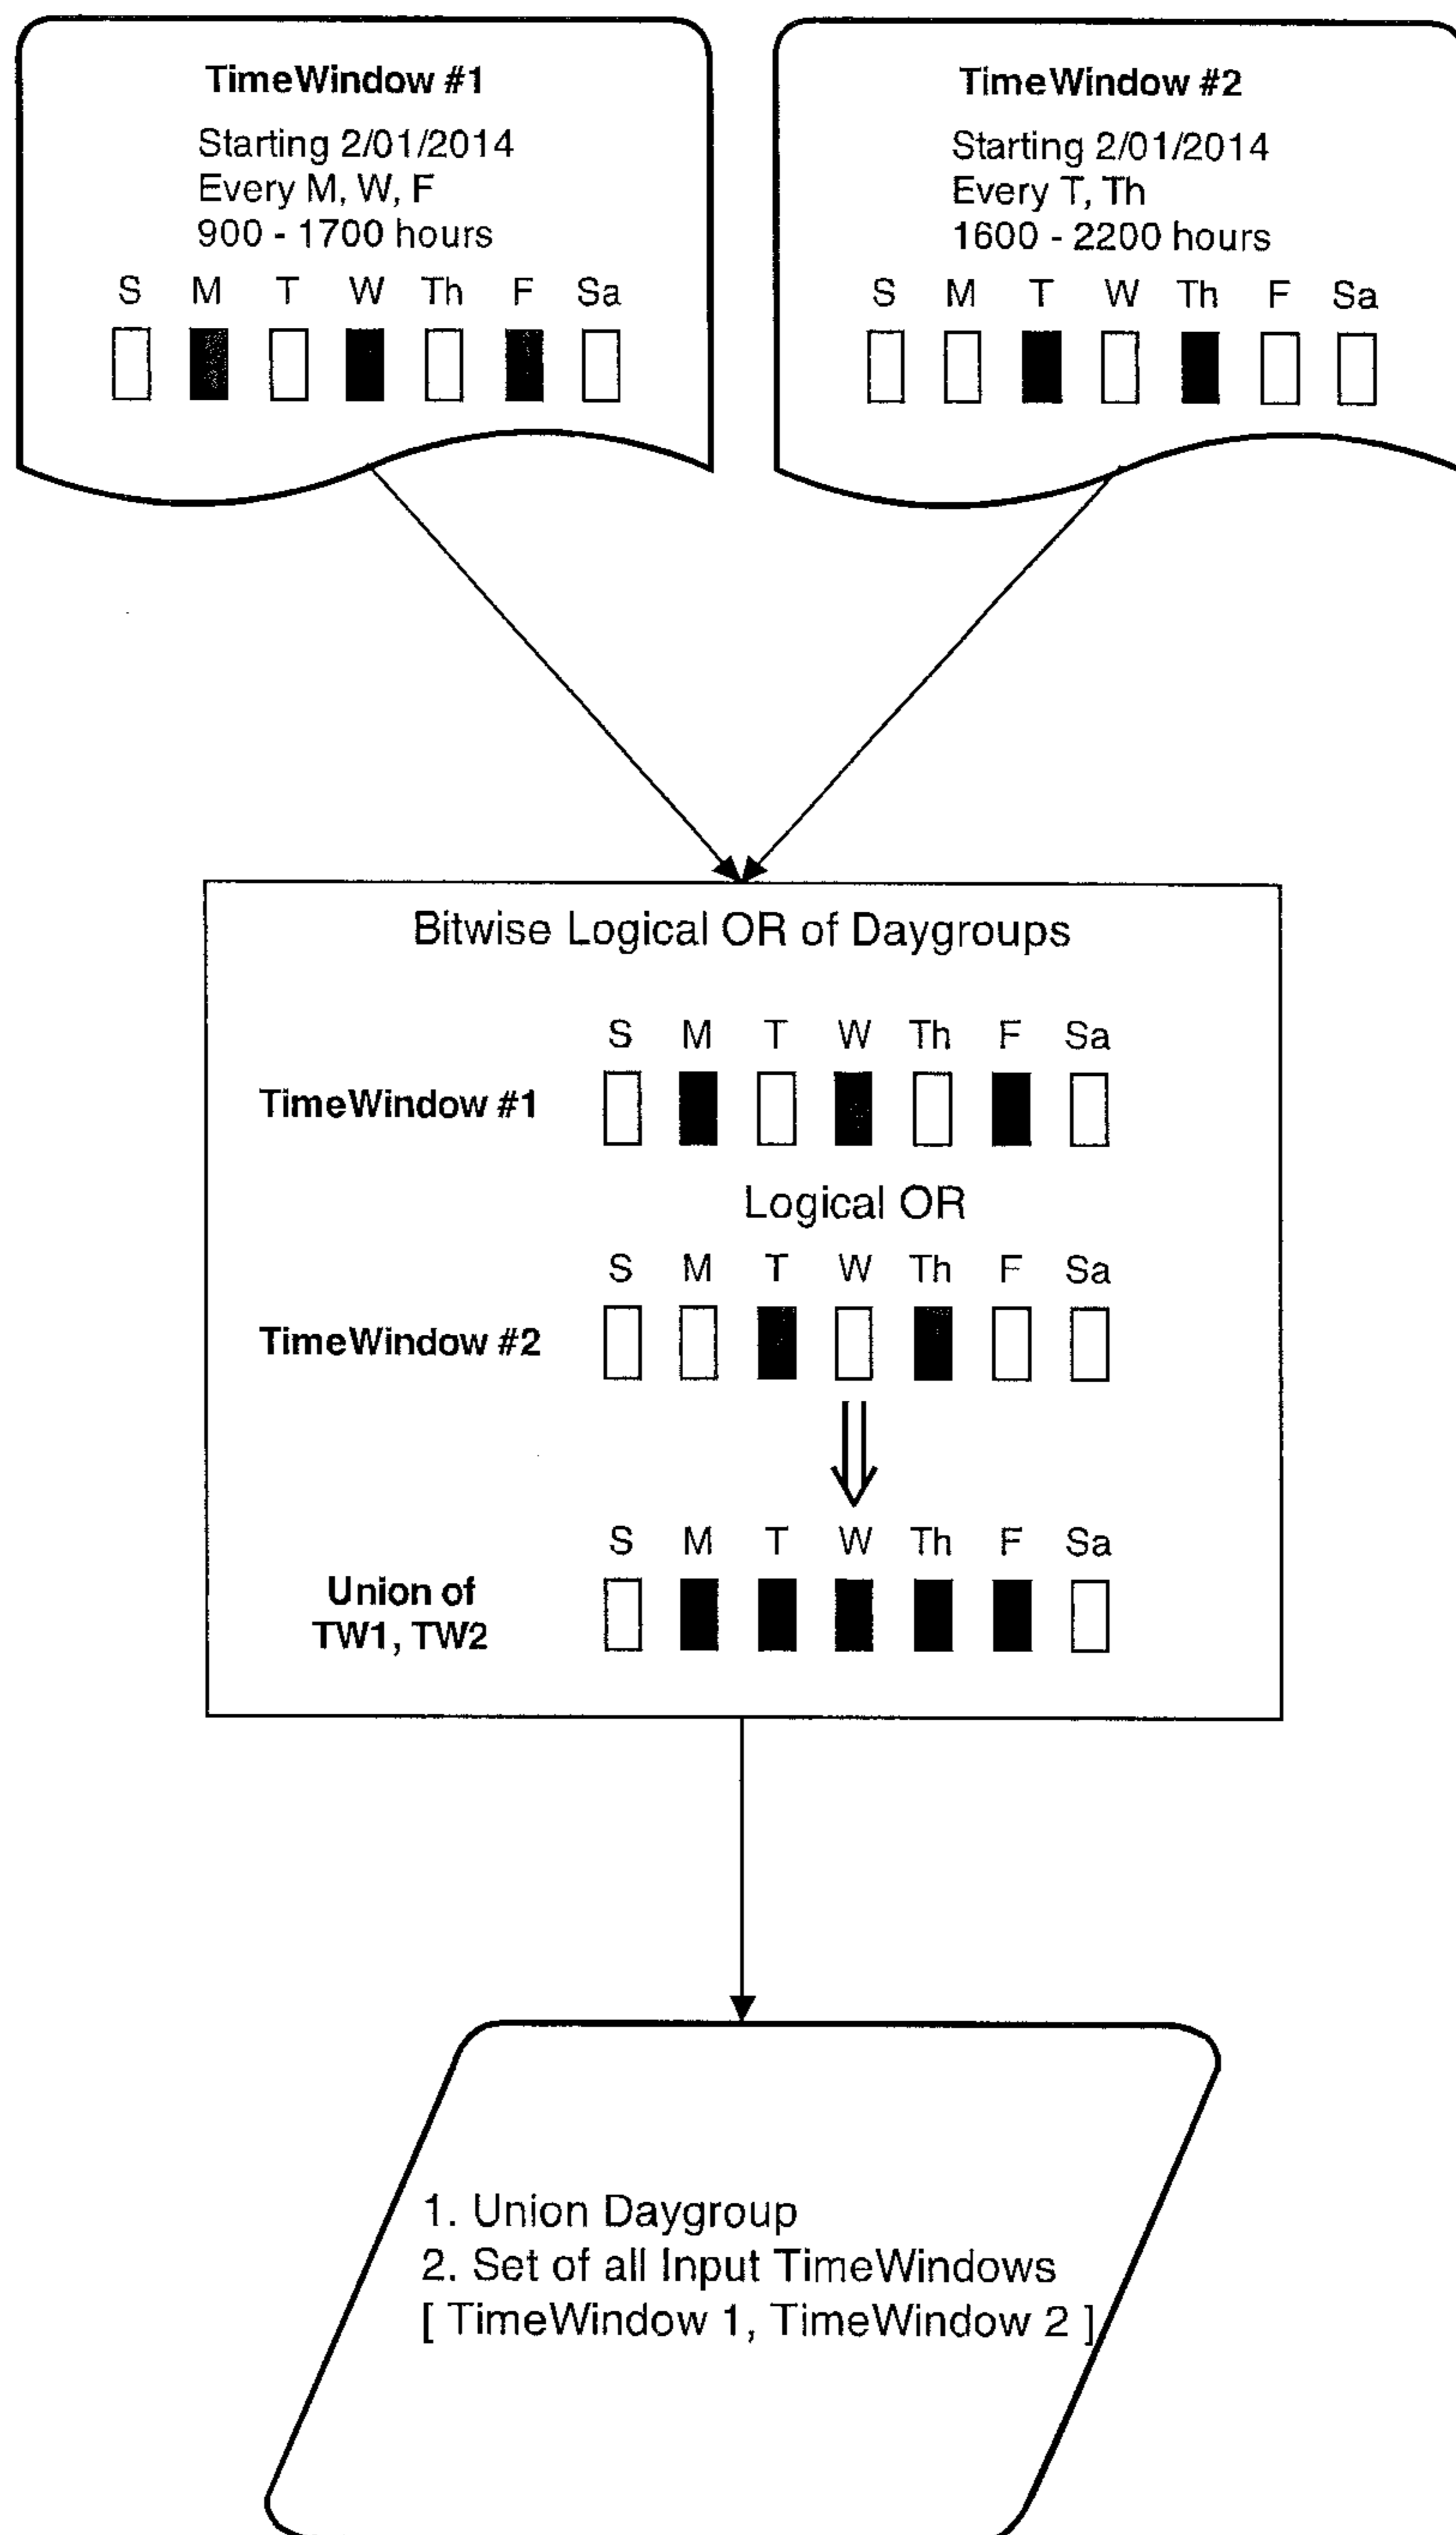 TimeWindow #1
Starting 2/01/2014
Every M, W, F
900 - 1700 hours
S M T W Th F Sa
TimeWindow #2
Starting 2/01/2014
Every T, Th
1600 - 2200 hours
S M T W Th F Sa
Bitwise Logical OR of Daygroups
S M T W Th F Sa
TimeWindow #1
Logical OR
S M T W Th F Sa
TimeWindow #2
S M T W Th F Sa
Union of
TW1, TW2
1. Union Daygroup
2. Set of all Input TimeWindows
[ TimeWindow 1, TimeWindow 2 ]